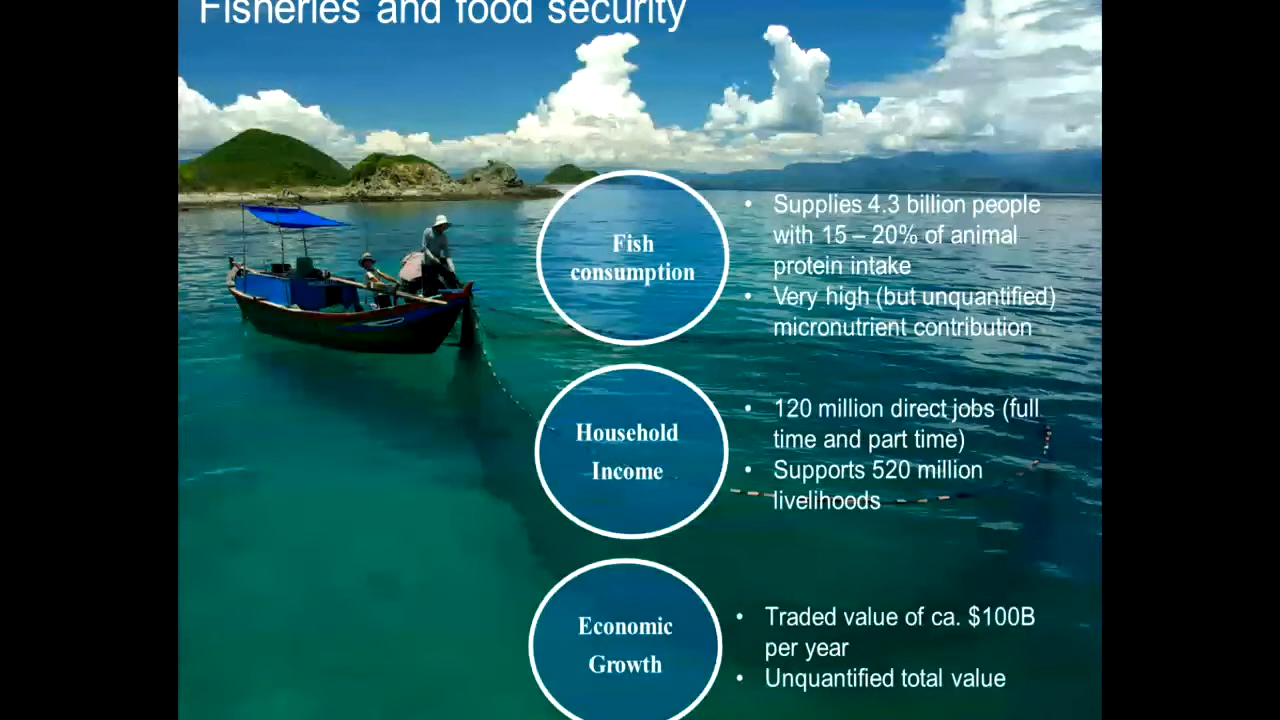 Fisheries and food security
Fish
consumption
• Supplies 4.3 billion people
with 15 – 20% of animal
protein intake
• Very high (but unquantified)
micronutrient contribution
Household
Income
• 120 million direct jobs (full
time and part time)
• Supports 520 million
livelihoods
Economic
Growth
• Traded value of ca. $100B
per year
• Unquantified total value